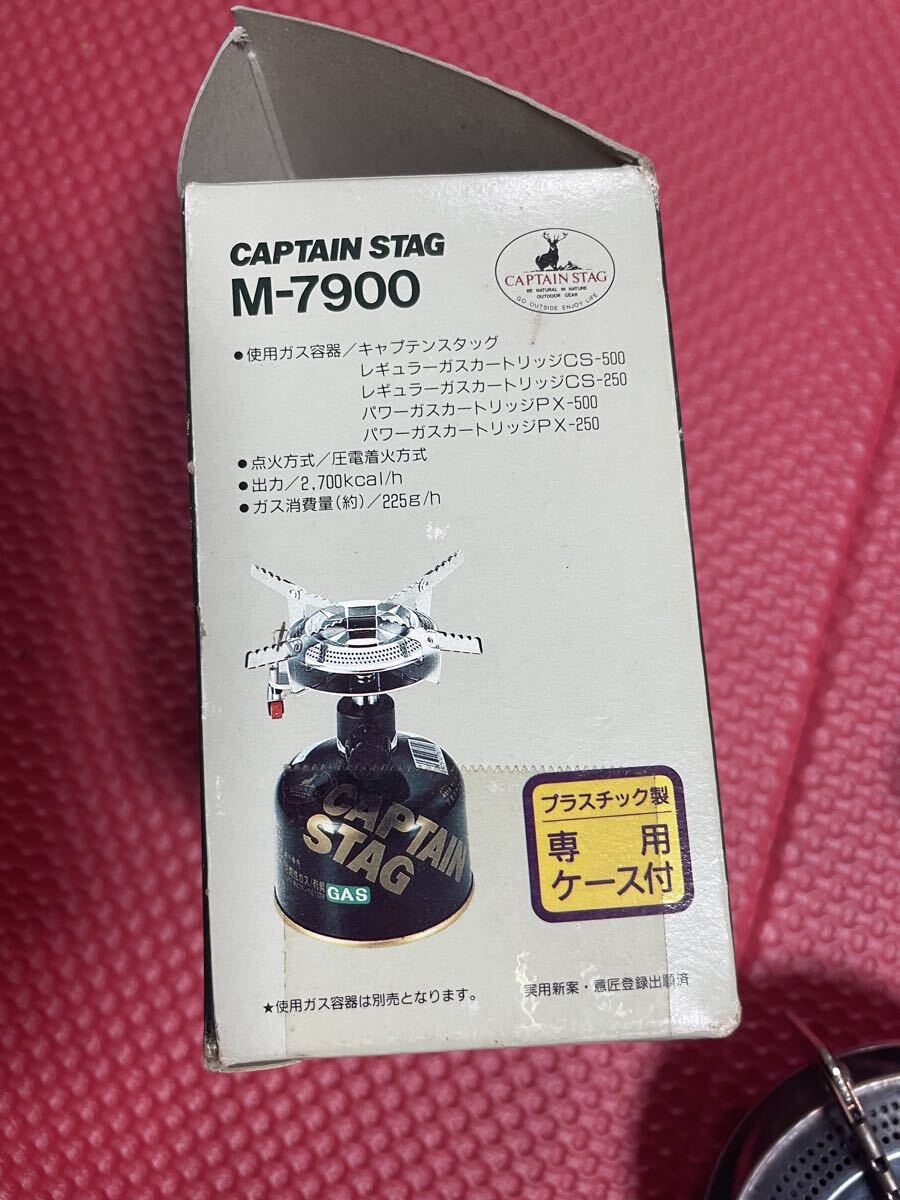 CAPTAIN STAG
M-7900
CAPTAIN STAG
BE NATURAL IN NATURE
OUTDOOR GEAR
GO OUTSIDE ENJOY LIFE
●使用ガス容器／キャプテンスタッグ
レギュラーガスカートリッジCS-500
レギュラーガスカートリッジCS-250
パワーガスカートリッジPX-500
パワーガスカートリッジPX-250
●点火方式／圧電着火方式
●出力／2,700kcal/h
●ガス消費量(約)／225g/h
CAPTAIN
STAG
GAS
プラスチック製
専用
ケース付
★使用ガス容器は別売となります。
実用新案・意匠登録出願済